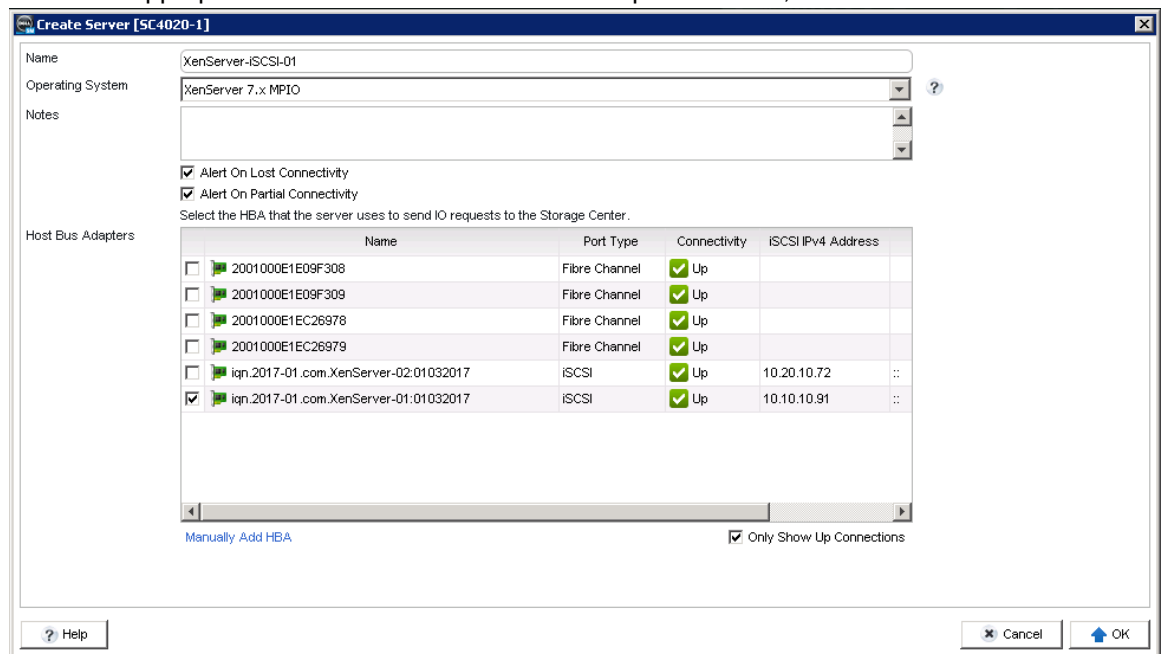 Create Server [SC4020-1]
Name
XenServer-iSCSI-01
Operating System
XenServer 7.x MPIO
?
Notes
Alert On Lost Connectivity
Alert On Partial Connectivity
Select the HBA that the server uses to send IO requests to the Storage Center.
Host Bus Adapters
Name Port Type Connectivity iSCSI IPv4 Address
2001000E1E09F308 Fibre Channel Up
2001000E1E09F309 Fibre Channel Up
2001000E1EC26978 Fibre Channel Up
2001000E1EC26979 Fibre Channel Up
iqn.2017-01.com.XenServer-02:01032017 iSCSI Up 10.20.10.72 ::
iqn.2017-01.com.XenServer-01:01032017 iSCSI Up 10.10.10.91 ::
Manually Add HBA Only Show Up Connections
? Help Cancel OK